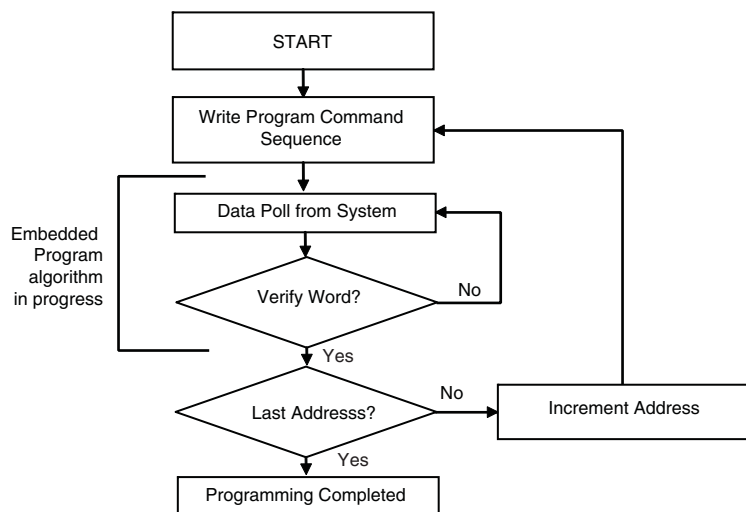 START
Write Program Command
Sequence
Data Poll from System
Embedded
Program
algorithm
in progress
Verify Word?
No
Yes
Last Addresss?
No
Increment Address
Yes
Programming Completed